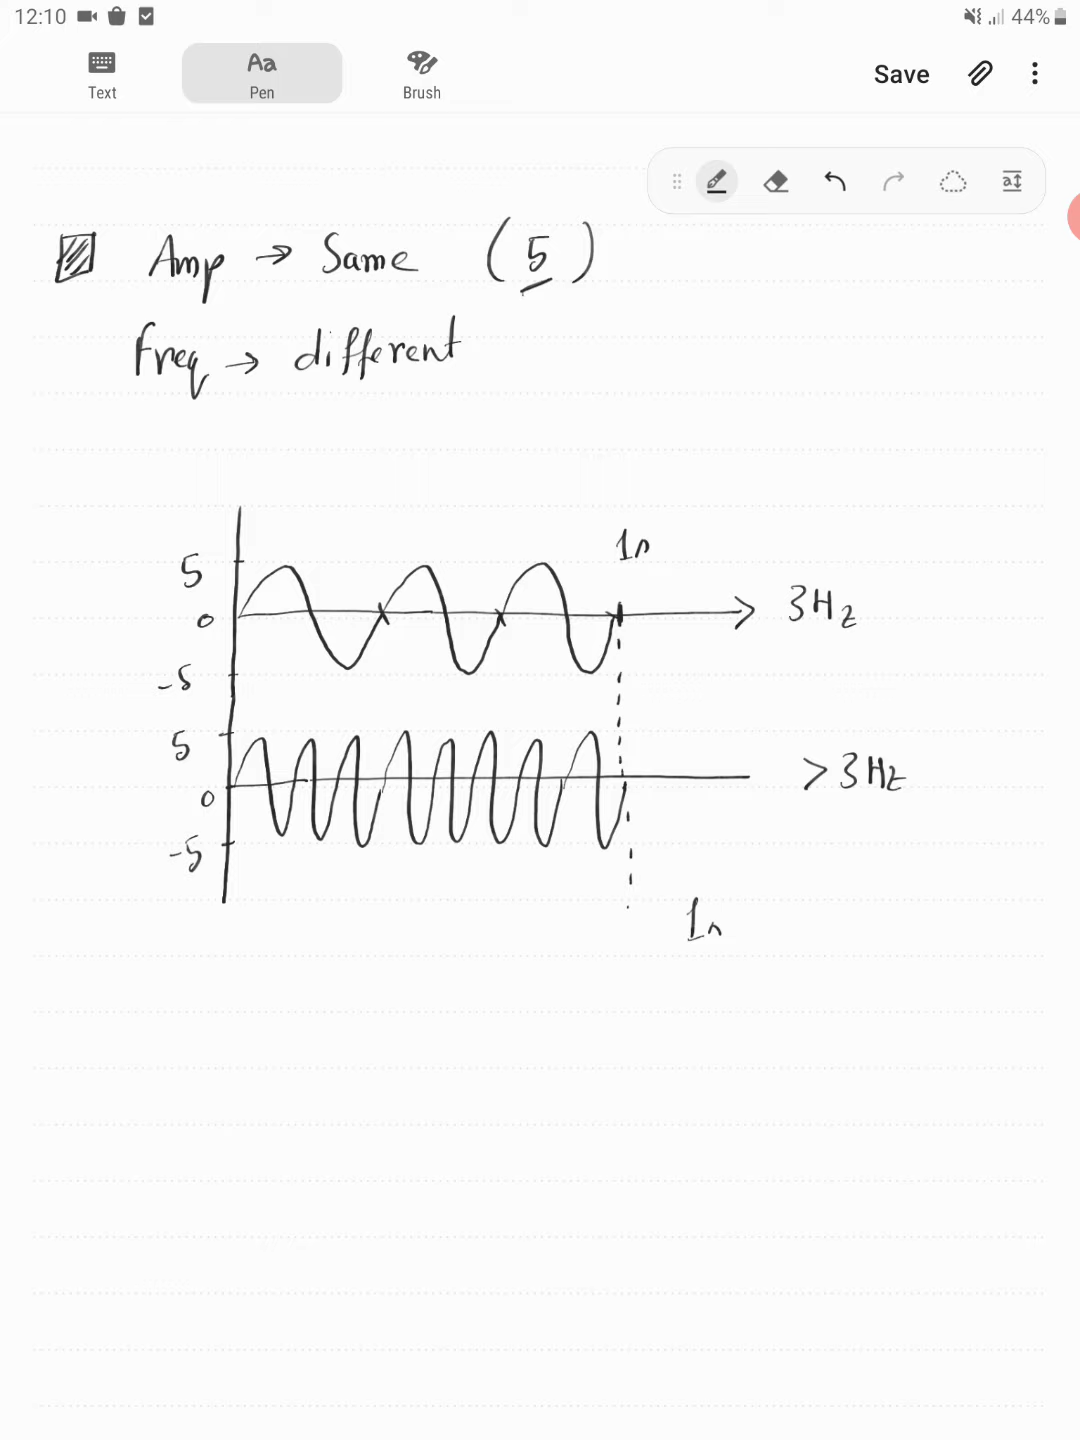 12:10
44%
Text
Aa
Pen
Brush
Save
a
Amp → Same (5)
Freq → different
1s
5
0
-5
3Hz
5
0
-5
>3Hz
1s